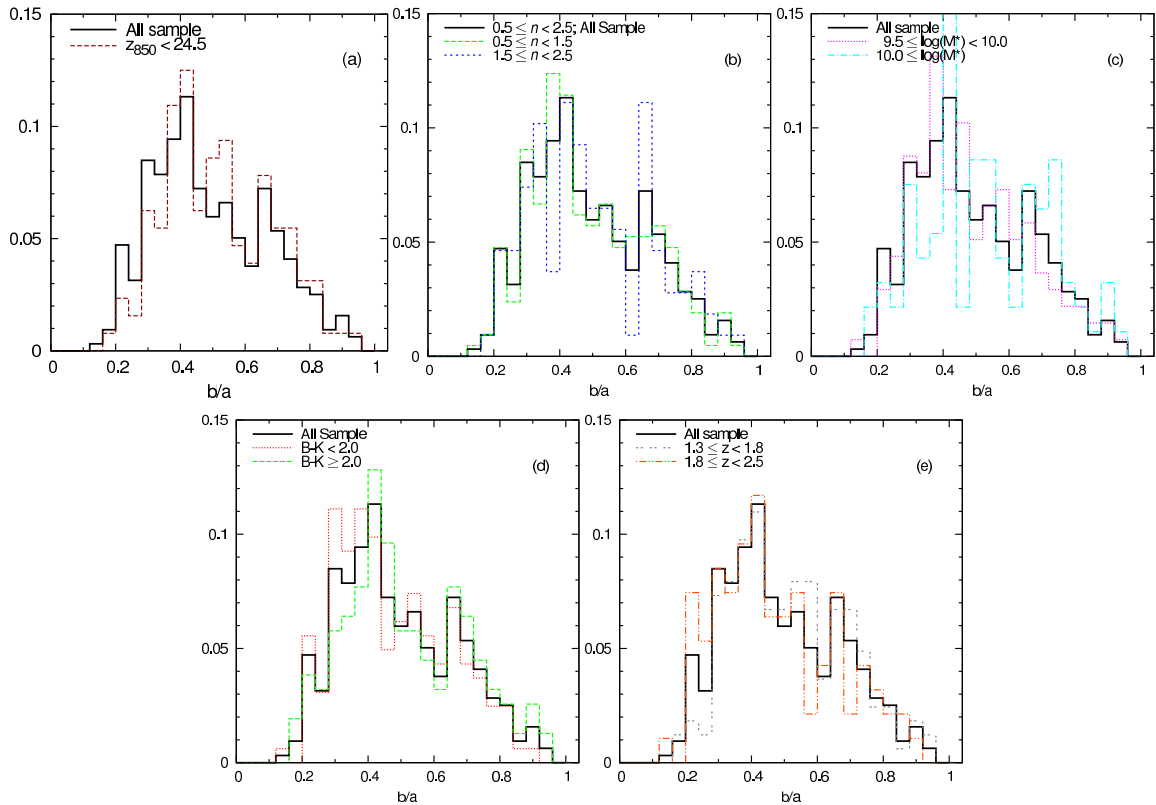 0.15
0.1
0.05
0
0 0.2 0.4 0.6 0.8 1
b/a
All sample
z850 < 24.5
(a)
0.15
0.1
0.05
0
0 0.2 0.4 0.6 0.8 1
b/a
0.5 ≤ n < 2.5; All Sample
0.5 ≤ n < 1.5
1.5 ≤ n < 2.5
(b)
0.15
0.1
0.05
0
0 0.2 0.4 0.6 0.8 1
b/a
All sample
9.5 ≤ log(M*) < 10.0
10.0 ≤ log(M*)
(c)
0.15
0.1
0.05
0
0 0.2 0.4 0.6 0.8 1
b/a
All Sample
B-K < 2.0
B-K ≥ 2.0
(d)
0.15
0.1
0.05
0
0 0.2 0.4 0.6 0.8 1
b/a
All sample
1.3 ≤ z < 1.8
1.8 ≤ z < 2.5
(e)